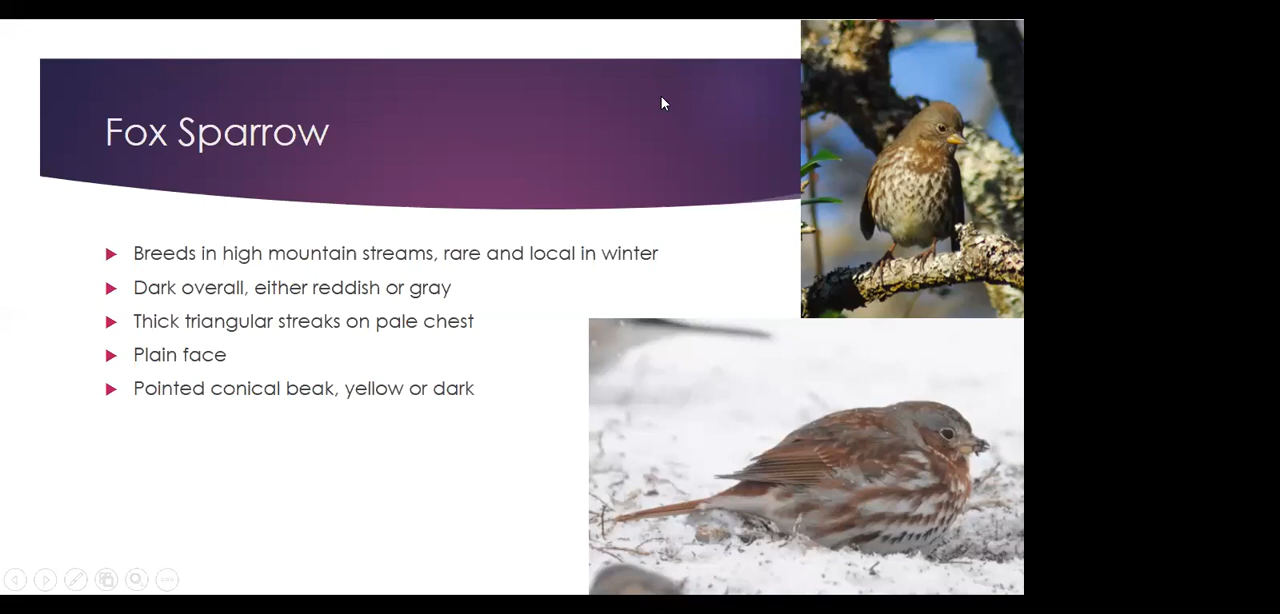 Fox Sparrow
Breeds in high mountain streams, rare and local in winter
Dark overall, either reddish or gray
Thick triangular streaks on pale chest
Plain face
Pointed conical beak, yellow or dark